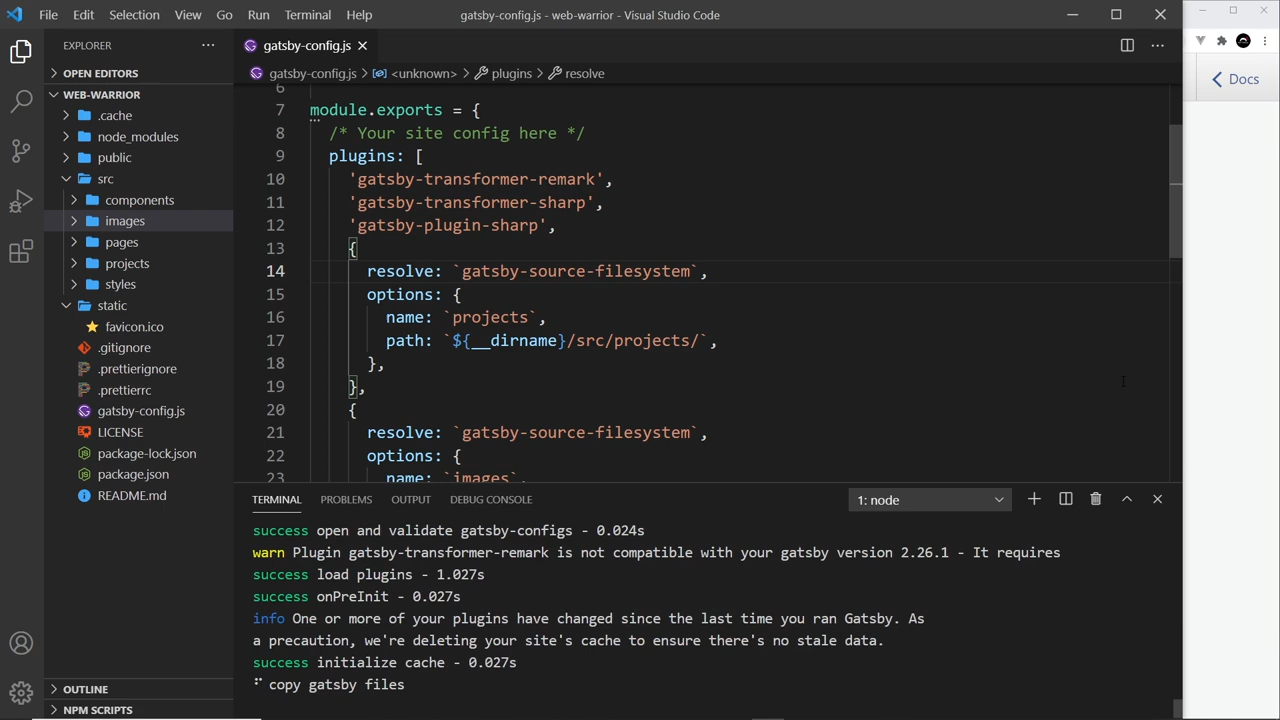 File Edit Selection View Go Run Terminal Help gatsby-config.js - web-warrior - Visual Studio Code
EXPLORER
OPEN EDITORS
WEB-WARRIOR
.cache
node_modules
public
src
components
images
pages
projects
styles
static
favicon.ico
.gitignore
.prettierignore
.prettierrc
gatsby-config.js
LICENSE
package-lock.json
package.json
README.md
OUTLINE
NPM SCRIPTS
gatsby-config.js
gatsby-config.js > <unknown> > plugins > resolve
6
7 module.exports = {
8 /* Your site config here */
9 plugins: [
10 'gatsby-transformer-remark',
11 'gatsby-transformer-sharp',
12 'gatsby-plugin-sharp',
13 {
14 resolve: `gatsby-source-filesystem`,
15 options: {
16 name: `projects`,
17 path: `${__dirname}/src/projects/`,
18 },
19 },
20 {
21 resolve: `gatsby-source-filesystem`,
22 options: {
23 name: `images`,
TERMINAL PROBLEMS OUTPUT DEBUG CONSOLE 1: node
success open and validate gatsby-configs - 0.024s
warn Plugin gatsby-transformer-remark is not compatible with your gatsby version 2.26.1 - It requires
success load plugins - 1.027s
success onPreInit - 0.027s
info One or more of your plugins have changed since the last time you ran Gatsby. As
a precaution, we're deleting your site's cache to ensure there's no stale data.
success initialize cache - 0.027s
copy gatsby files
Docs